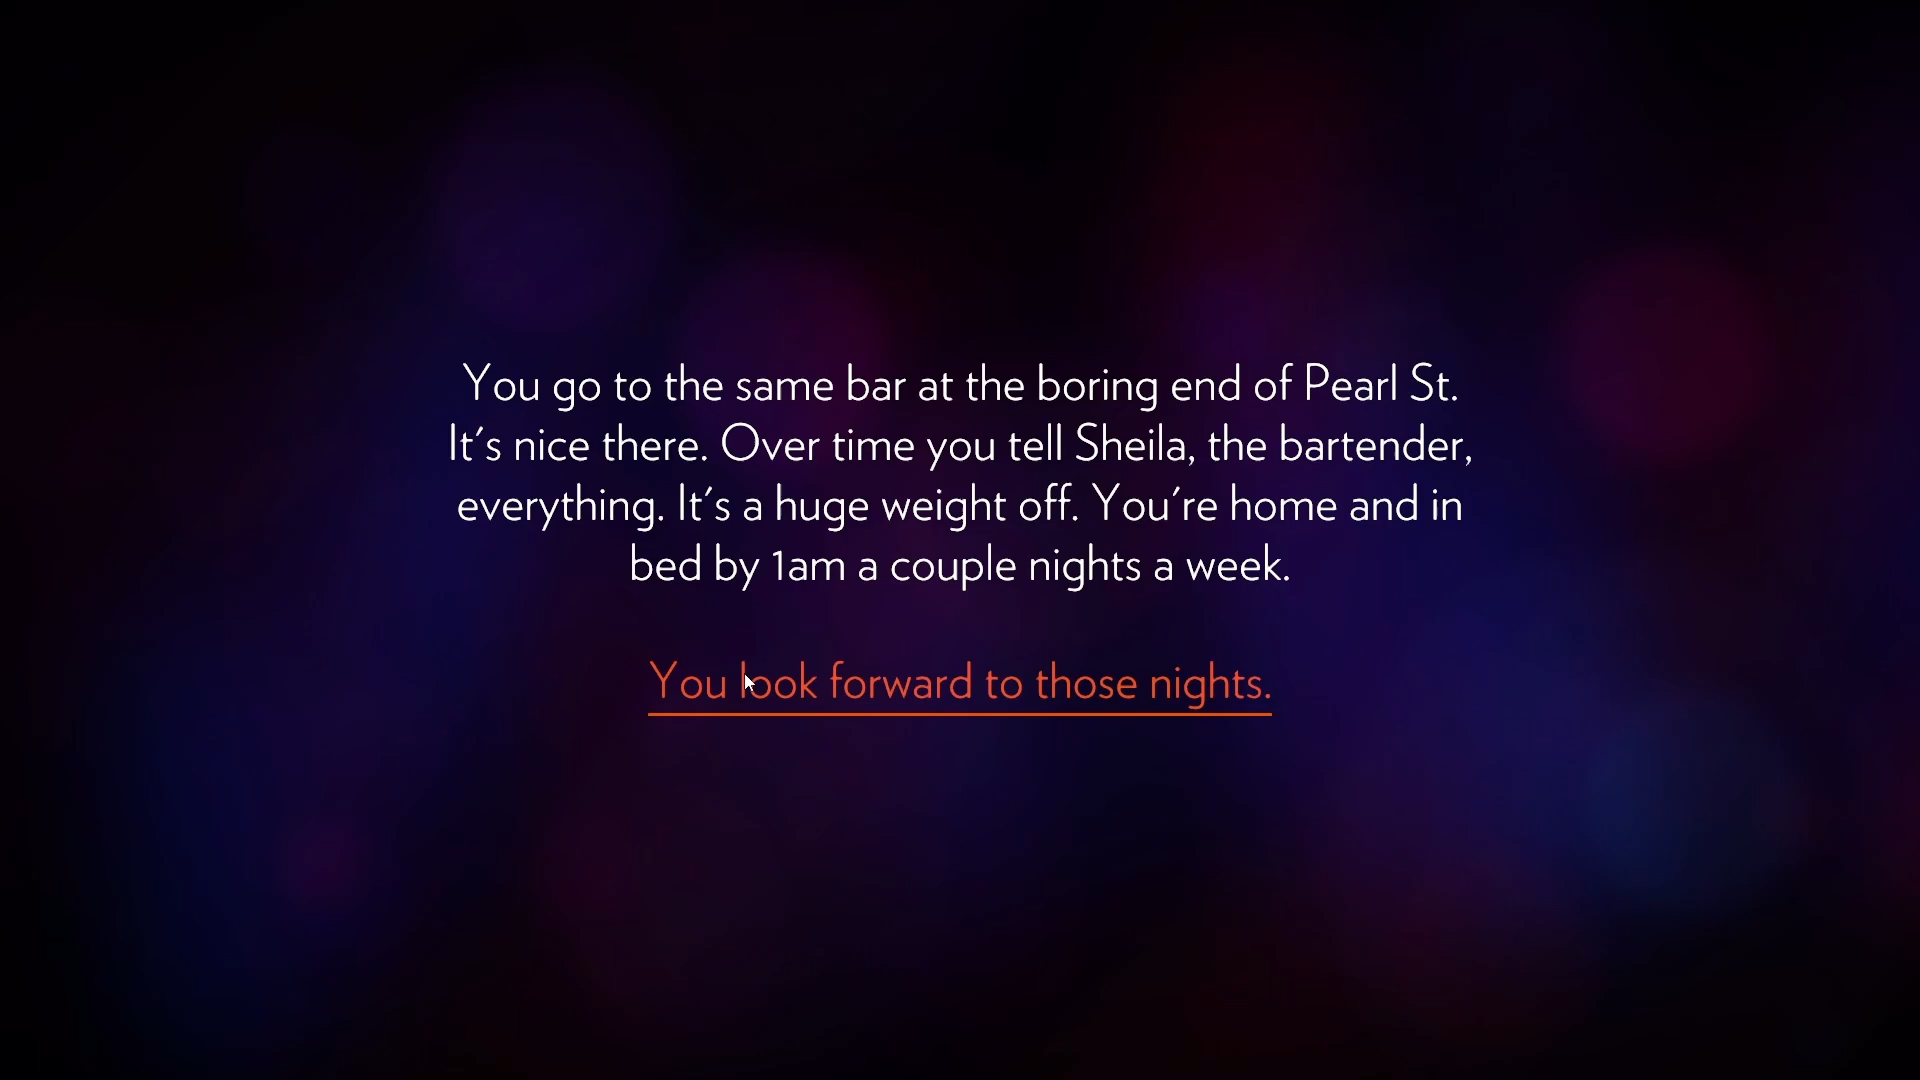 You go to the same bar at the boring end of Pearl St.
It's nice there. Over time you tell Sheila, the bartender,
everything. It's a huge weight off. You're home and in
bed by 1am a couple nights a week.
You look forward to those nights.